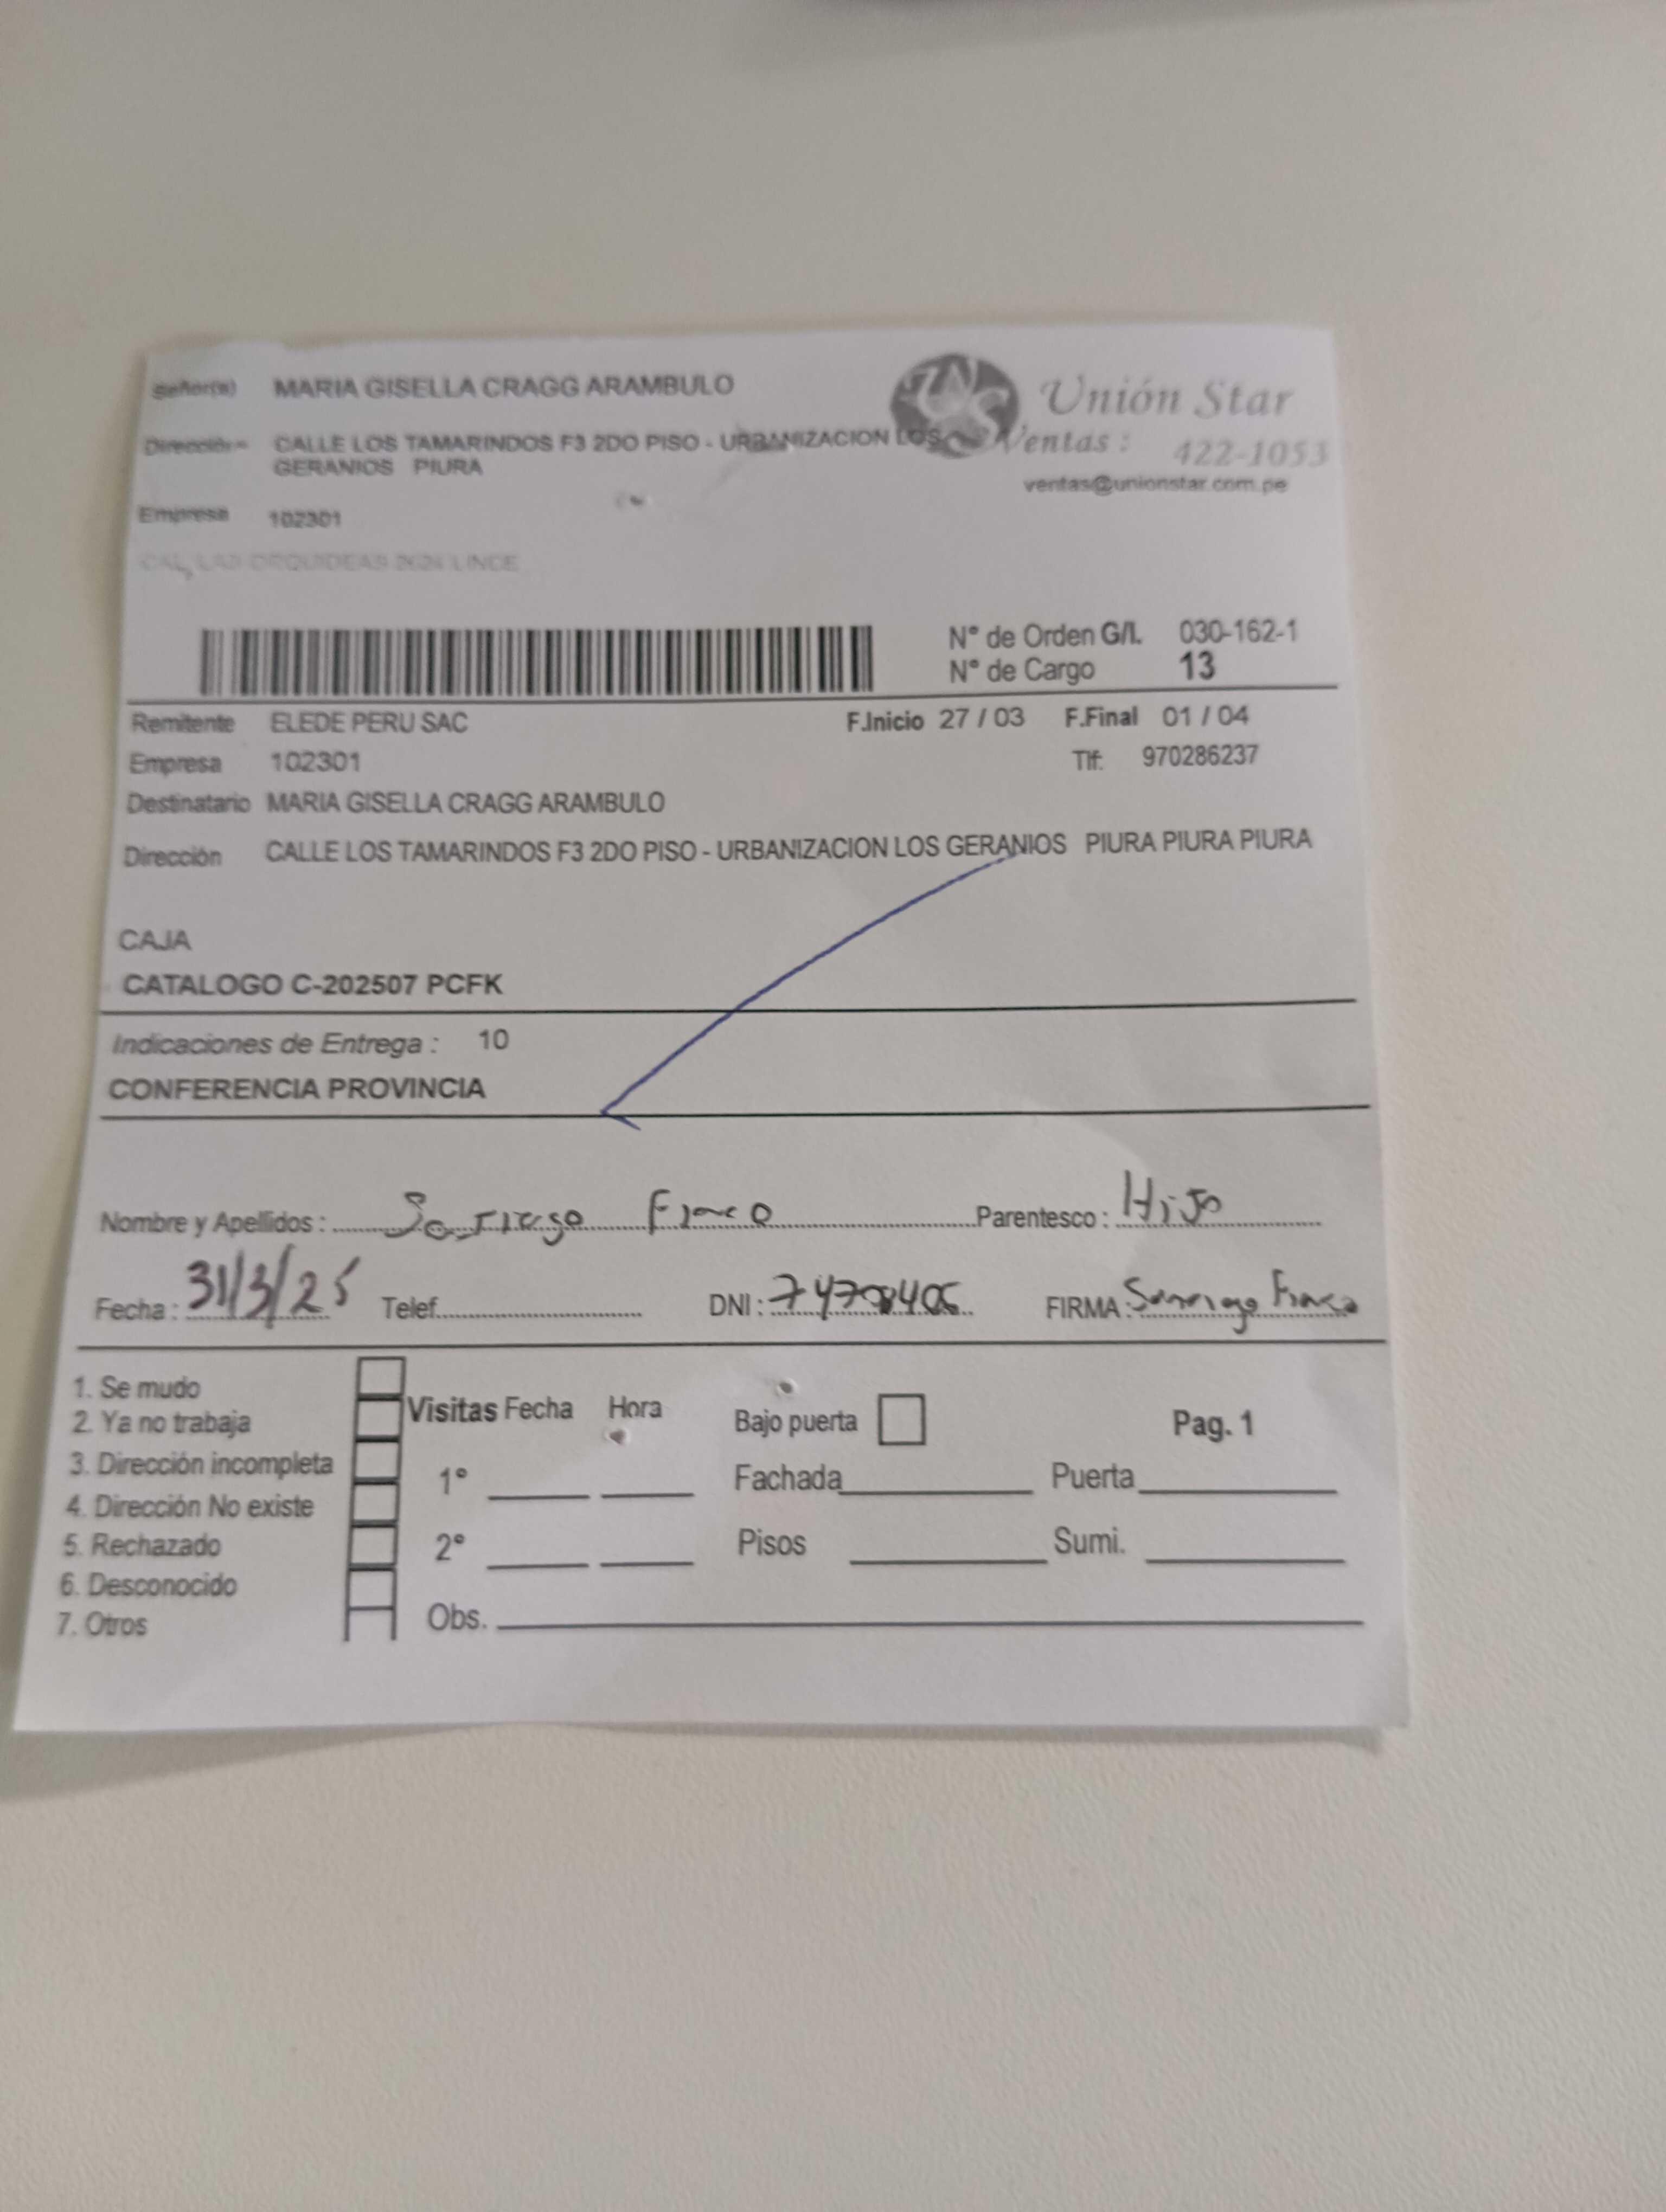 Señor(s) MARIA GISELLA CRAGG ARAMBULO
Unión Star
Dirección CALLE LOS TAMARINDOS F3 2DO PISO - URBANIZACION LOS
GERANIOS PIURA
Ventas : 422-1053
ventas@unionstar.com.pe
Empresa 102301
CAL, LAS ORQUIDEAS LINCE
N° de Orden G/I. 030-162-1
N° de Cargo 13
Remitente ELEDE PERU SAC F.Inicio 27 / 03 F.Final 01 / 04
Empresa 102301 Tlf: 970286237
Destinatario MARIA GISELLA CRAGG ARAMBULO
Dirección CALLE LOS TAMARINDOS F3 2DO PISO - URBANIZACION LOS GERANIOS PIURA PIURA PIURA
CAJA
CATALOGO C-202507 PCFK
Indicaciones de Entrega : 10
CONFERENCIA PROVINCIA
Nombre y Apellidos : Franco Parentesco : Hijo
Fecha : 31/3/25 Telef. DNI : FIRMA :
1. Se mudo
2. Ya no trabaja
3. Dirección incompleta
4. Dirección No existe
5. Rechazado
6. Desconocido
7. Otros
Visitas Fecha Hora Bajo puerta Pag. 1
1° Fachada Puerta
2° Pisos Sumi.
Obs.